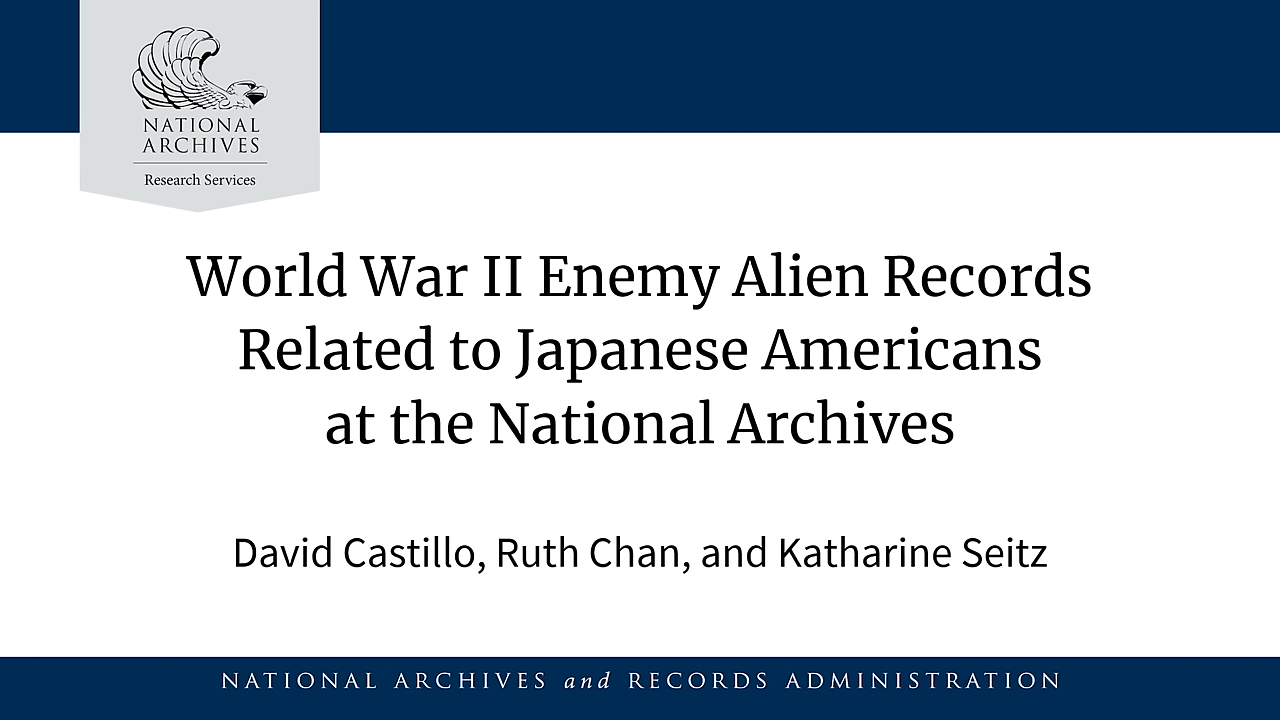 NATIONAL
ARCHIVES
Research Services
World War II Enemy Alien Records
Related to Japanese Americans
at the National Archives
David Castillo, Ruth Chan, and Katharine Seitz
NATIONAL ARCHIVES and RECORDS ADMINISTRATION